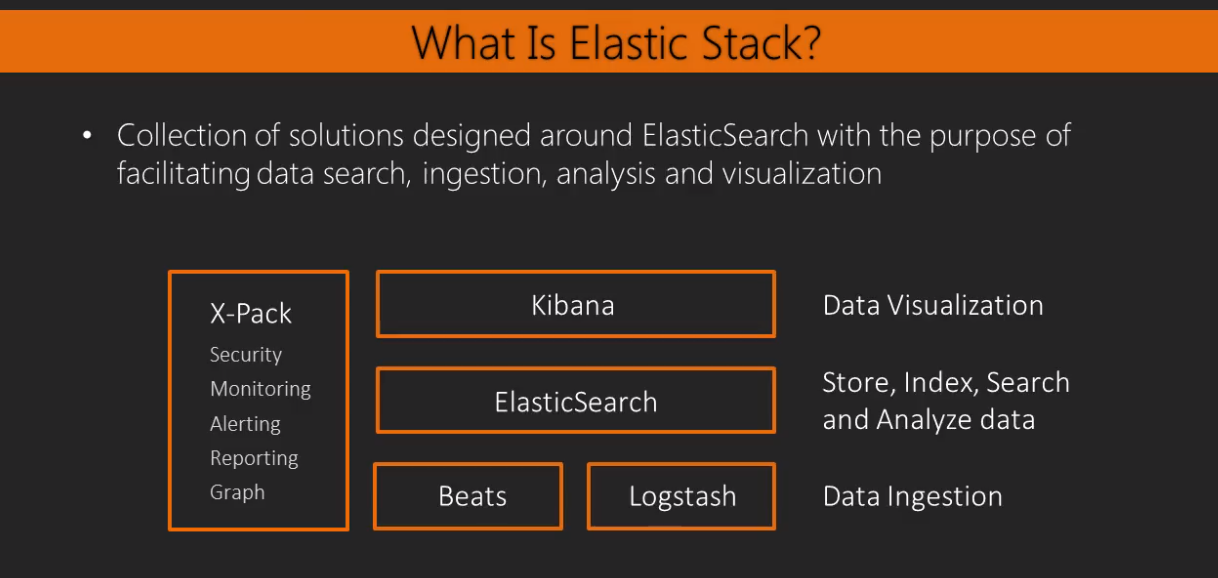 What Is Elastic Stack?
• Collection of solutions designed around ElasticSearch with the purpose of
facilitating data search, ingestion, analysis and visualization
X-Pack
Security
Monitoring
Alerting
Reporting
Graph
Kibana
Data Visualization
ElasticSearch
Store, Index, Search
and Analyze data
Beats
Logstash
Data Ingestion